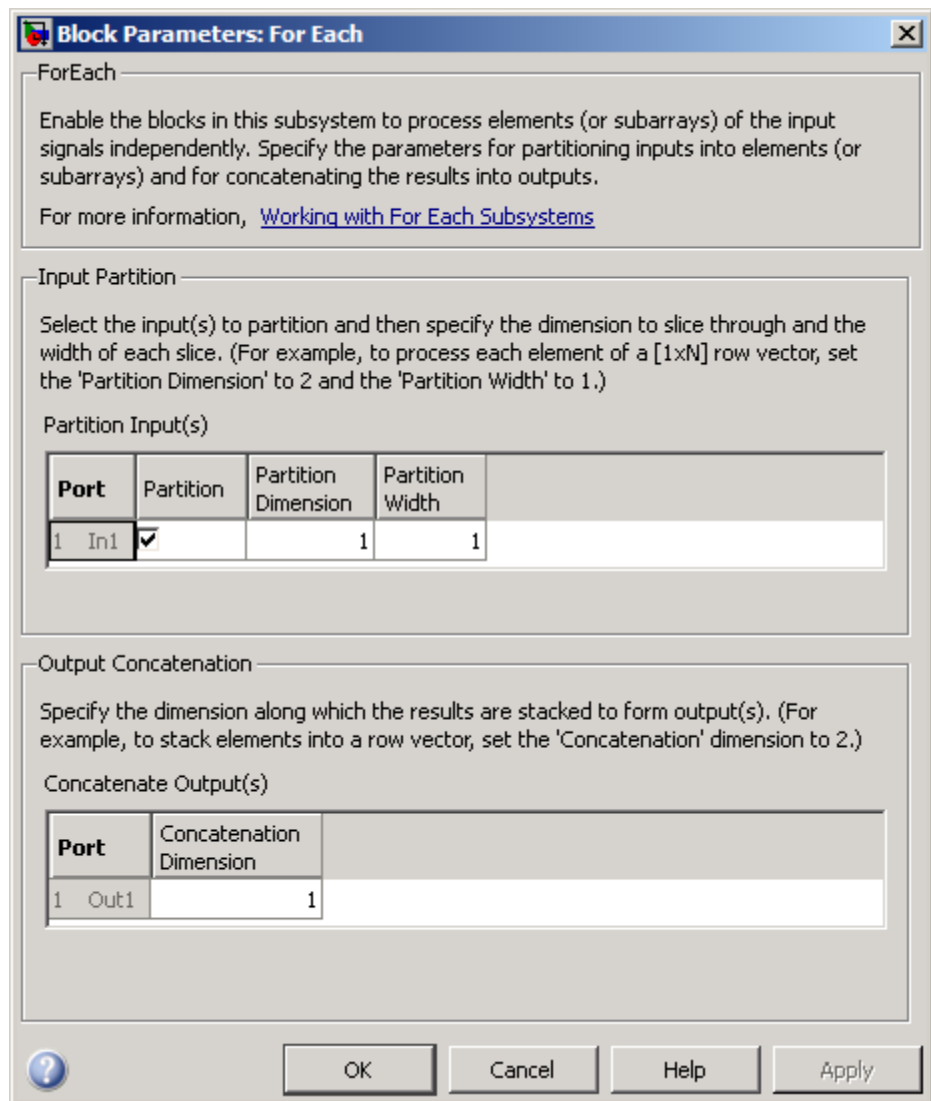 Block Parameters: For Each
ForEach
Enable the blocks in this subsystem to process elements (or subarrays) of the input
signals independently. Specify the parameters for partitioning inputs into elements (or
subarrays) and for concatenating the results into outputs.
For more information, Working with For Each Subsystems
Input Partition
Select the input(s) to partition and then specify the dimension to slice through and the
width of each slice. (For example, to process each element of a [1xN] row vector, set
the 'Partition Dimension' to 2 and the 'Partition Width' to 1.)
Partition Input(s)
Port Partition Partition Dimension Partition Width
1 In1 1 1
Output Concatenation
Specify the dimension along which the results are stacked to form output(s). (For
example, to stack elements into a row vector, set the 'Concatenation' dimension to 2.)
Concatenate Output(s)
Port Concatenation Dimension
1 Out1 1
? OK Cancel Help Apply